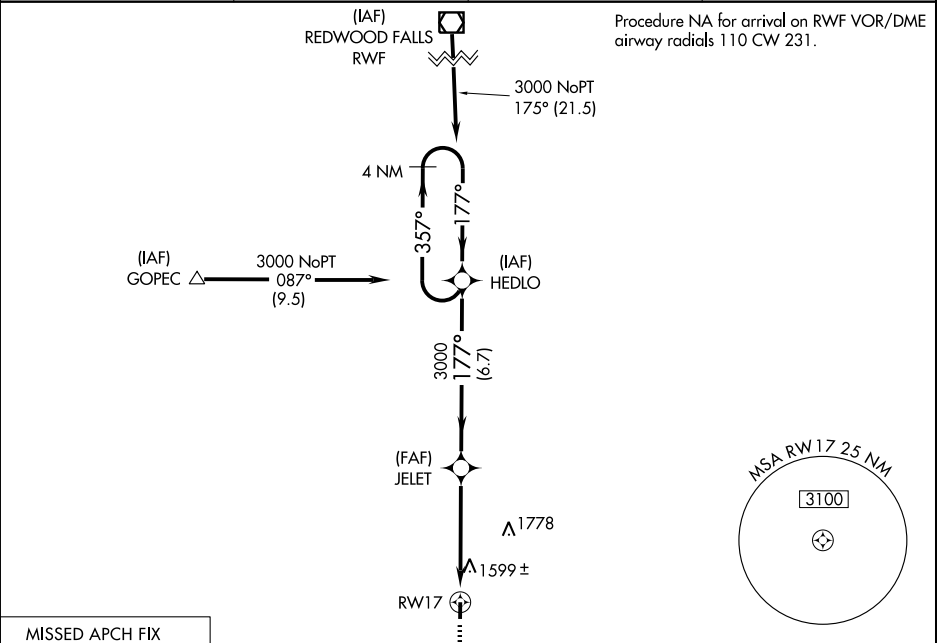 (IAF)
REDWOOD FALLS
RWF
Procedure NA for arrival on RWF VOR/DME
airway radials 110 CW 231.
3000 NoPT
175° (21.5)
4 NM
357°
177°
(IAF)
GOPEC
3000 NoPT
087°
(9.5)
(IAF)
HEDLO
3000
177°
(6.7)
(FAF)
JELET
1778
1599 ±
RW17
MSA RW17 25 NM
3100
MISSED APCH FIX